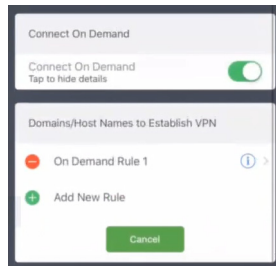 Connect On Demand
Connect On Demand
Tap to hide details
Domains/Host Names to Establish VPN
On Demand Rule 1
Add New Rule
Cancel